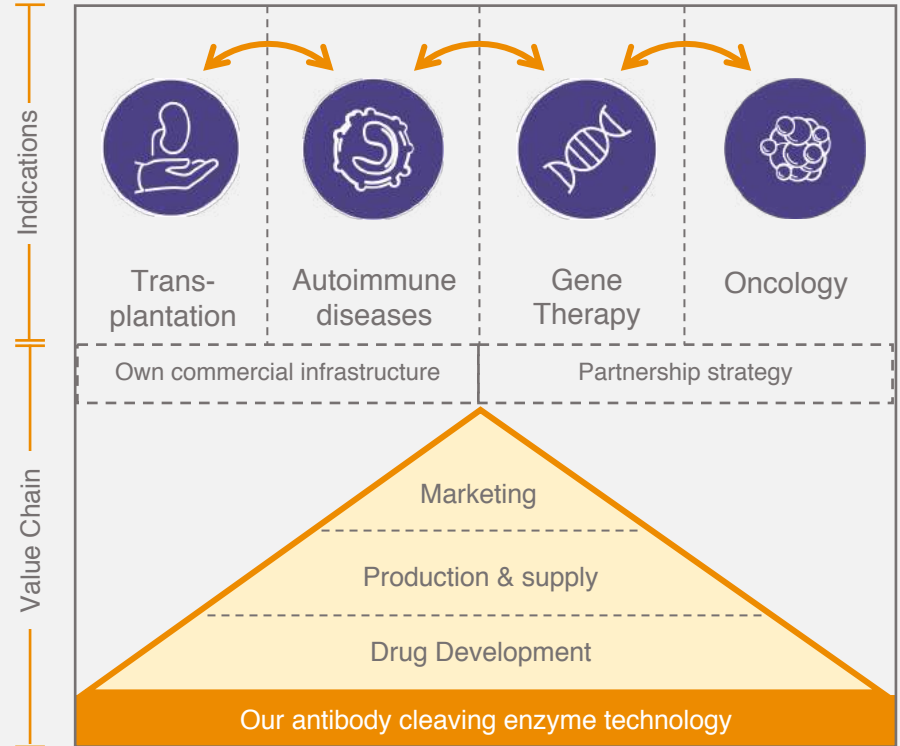 Indications
Trans-
plantation
Autoimmune
diseases
Gene
Therapy
Oncology
Own commercial infrastructure
Partnership strategy
Value Chain
Marketing
Production & supply
Drug Development
Our antibody cleaving enzyme technology